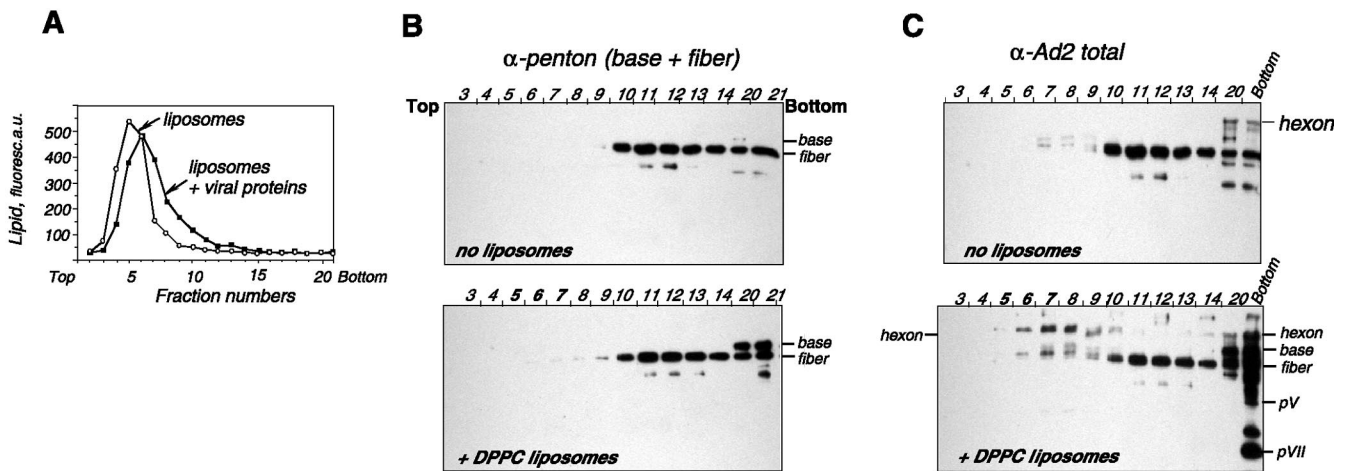 A
Lipid, fluoresc.a.u.
500
400
300
200
100
liposomes
liposomes
+ viral proteins
Top 5 10 15 20 Bottom
Fraction numbers
B
α-penton (base + fiber)
Top 3 4 5 6 7 8 9 10 11 12 13 14 20 21 Bottom
base
fiber
no liposomes
3 4 5 6 7 8 9 10 11 12 13 14 20 21
base
fiber
+ DPPC liposomes
C
α-Ad2 total
3 4 5 6 7 8 9 10 11 12 13 14 20 Bottom
hexon
no liposomes
3 4 5 6 7 8 9 10 11 12 13 14 20 Bottom
hexon
hexon
base
fiber
pV
pVII
+ DPPC liposomes